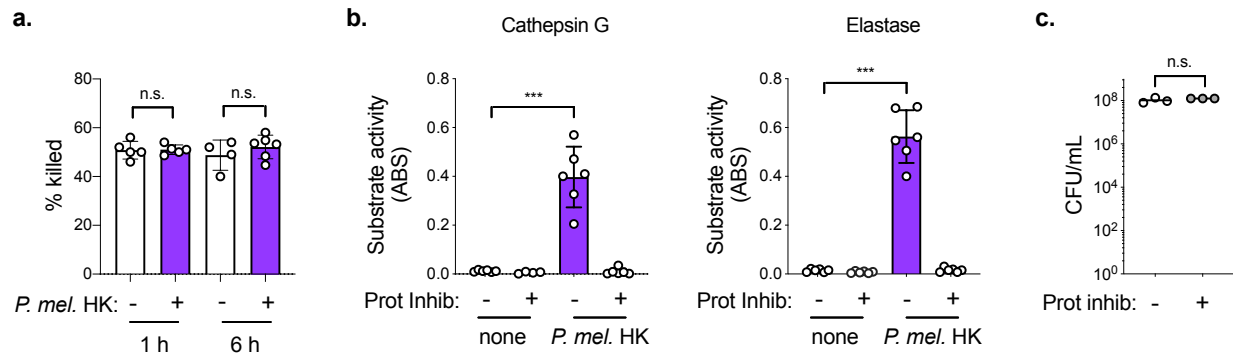 a.
% killed
80
60
40
20
0
n.s.
n.s.
P. mel. HK:
-
+
-
+
1 h
6 h
b.
Cathepsin G
Substrate activity
(ABS)
0.8
0.6
0.4
0.2
0.0
***
Prot Inhib:
-
+
-
+
none
P. mel. HK
Elastase
Substrate activity
(ABS)
0.8
0.6
0.4
0.2
0.0
***
Prot Inhib:
-
+
-
+
none
P. mel. HK
c.
n.s.
CFU/mL
10⁸
10⁶
10⁴
10²
10⁰
Prot inhib:
-
+